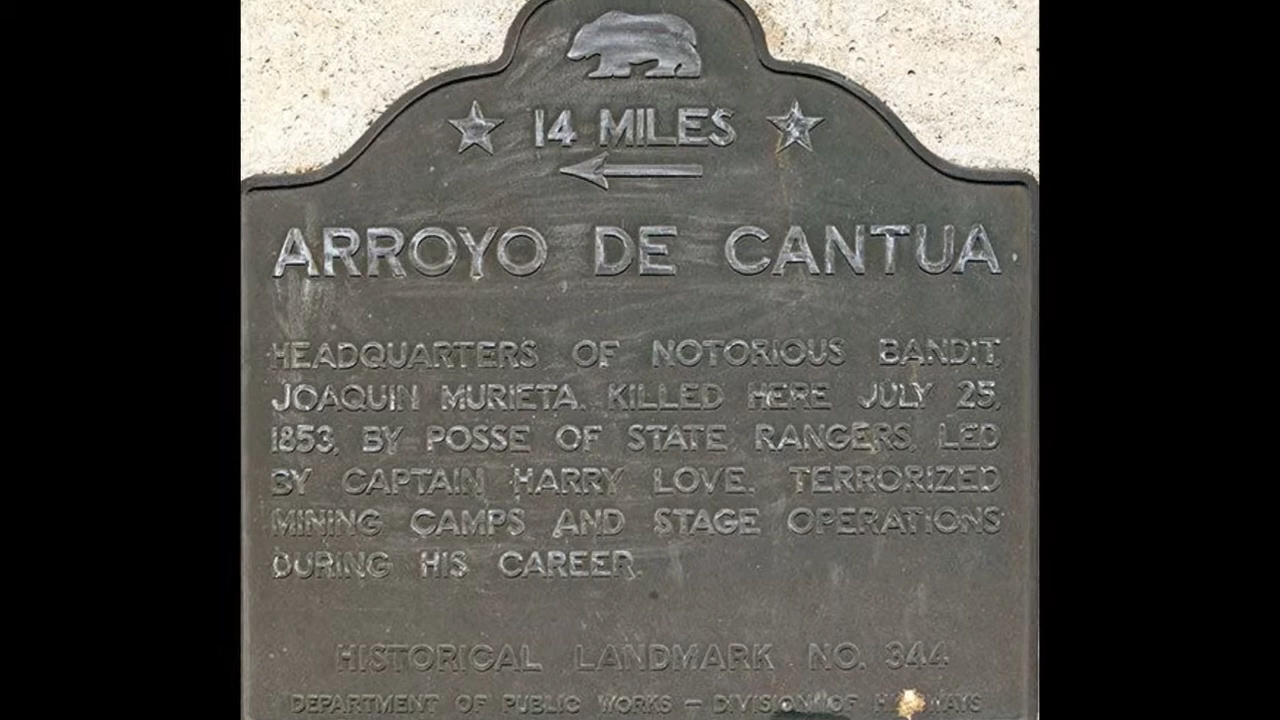 14 MILES
ARROYO DE CANTUA
HEADQUARTERS OF NOTORIOUS BANDIT,
JOAQUIN MURIETA. KILLED HERE JULY 25,
1853, BY POSSE OF STATE RANGERS, LED
BY CAPTAIN HARRY LOVE. TERRORIZED
MINING CAMPS AND STAGE OPERATIONS
DURING HIS CAREER.
HISTORICAL LANDMARK NO. 344
DEPARTMENT OF PUBLIC WORKS — DIVISION OF HIGHWAYS